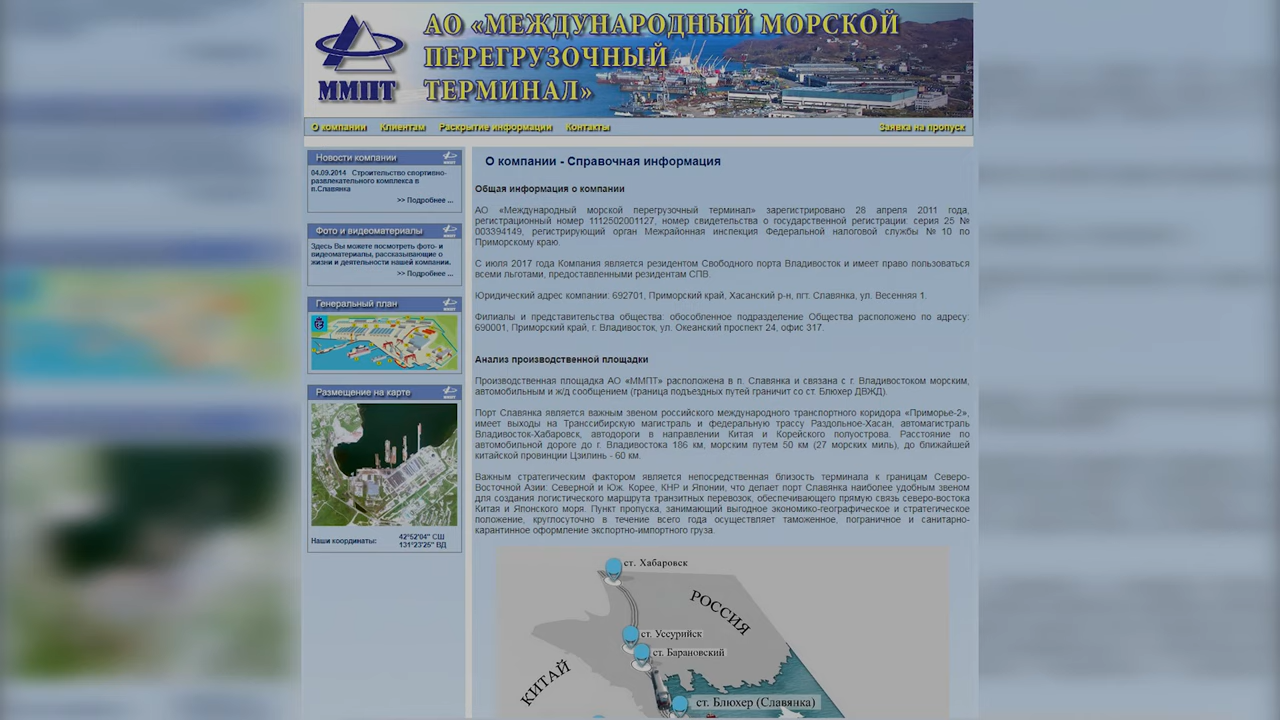 АО «МЕЖДУНАРОДНЫЙ МОРСКОЙ
ПЕРЕГРУЗОЧНЫЙ
ТЕРМИНАЛ»
ММПТ
О компании Клиентам Раскрытие информации Контакты Заявка на пропуск
Новости компании
04.09.2014 Строительство спортивно-
развлекательного комплекса в
п.Славянка
>> Подробнее ...
Фото и видеоматериалы
Здесь Вы можете посмотреть фото- и
видеоматериалы, рассказывающие о
жизни и деятельности нашей компании.
>> Подробнее ...
Генеральный план
Размещение на карте
Наши координаты:
42°52'04" СШ
131°23'25" ВД
О компании - Справочная информация
Общая информация о компании
АО «Международный морской перегрузочный терминал» зарегистрировано 28 апреля 2011 года,
регистрационный номер 1112502001127, номер свидетельства о государственной регистрации: серия 25 №
003394149, регистрирующий орган Межрайонная инспекция Федеральной налоговой службы № 10 по
Приморскому краю.
С июля 2017 года Компания является резидентом Свободного порта Владивосток и имеет право пользоваться
всеми льготами, предоставленными резидентам СПВ.
Юридический адрес компании: 692701, Приморский край, Хасанский р-н, пгт. Славянка, ул. Весенняя 1.
Филиалы и представительства общества: обособленное подразделение Общества расположено по адресу:
690001, Приморский край, г. Владивосток, ул. Океанский проспект 24, офис 317.
Анализ производственной площадки
Производственная площадка АО «ММПТ» расположена в п. Славянка и связана с г. Владивостоком морским,
автомобильным и ж/д сообщением (граница подъездных путей граничит со ст. Блюхер ДВЖД).
Порт Славянка является важным звеном российского международного транспортного коридора «Приморье-2»,
имеет выходы на Транссибирскую магистраль и федеральную трассу Раздольное-Хасан, автомагистраль
Владивосток-Хабаровск, автодороги в направлении Китая и Корейского полуострова. Расстояние по
автомобильной дороге до г. Владивостока 186 км, морским путем 50 км (27 морских миль), до ближайшей
китайской провинции Цзилинь - 60 км.
Важным стратегическим фактором является непосредственная близость терминала к границам Северо-
Восточной Азии: Северной и Юж. Корее, КНР и Японии, что делает порт Славянка наиболее удобным звеном
для создания логистического маршрута транзитных перевозок, обеспечивающего прямую связь северо-востока
Китая и Японского моря. Пункт пропуска, занимающий выгодное экономико-географическое и стратегическое
положение, круглосуточно в течение всего года осуществляет таможенное, пограничное и санитарно-
карантинное оформление экспортно-импортного груза.
ст. Хабаровск
РОССИЯ
ст. Уссурийск
ст. Барановский
КИТАЙ
ст. Блюхер (Славянка)